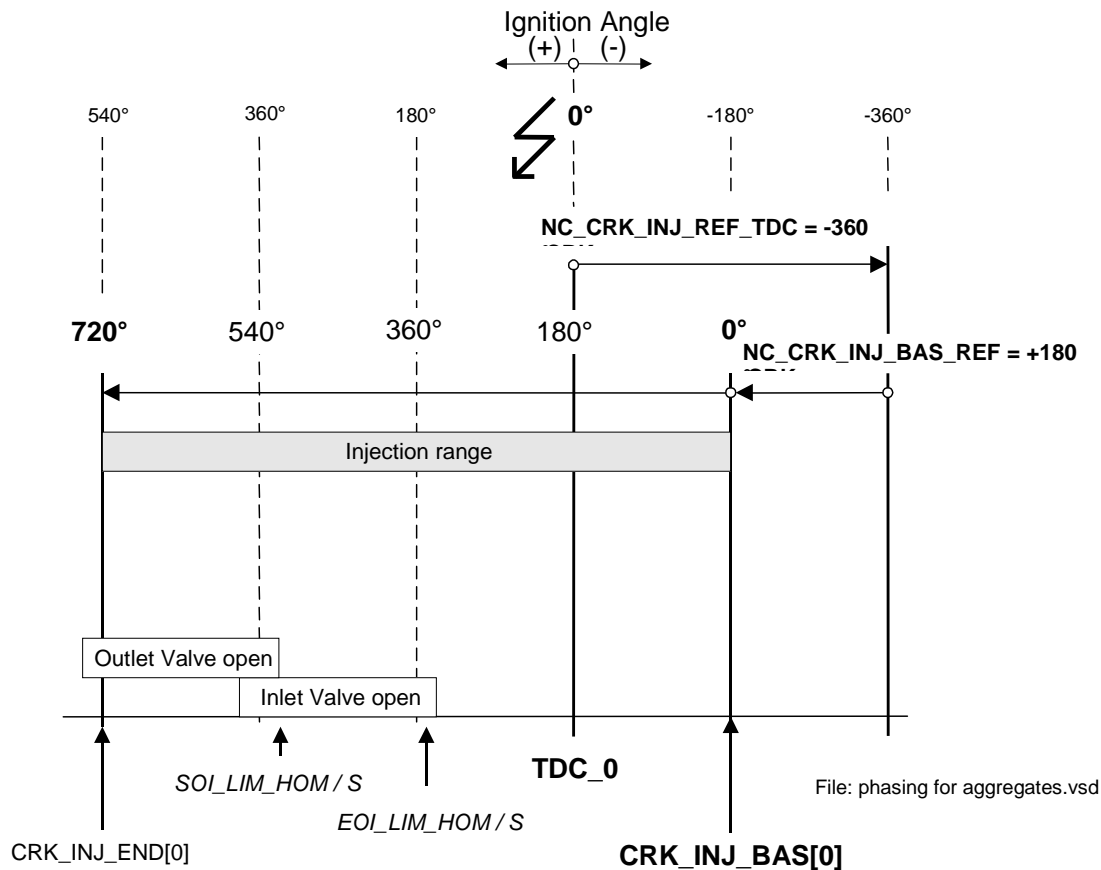 Ignition Angle
(+) (-)
540° 360° 180° 0° -180° -360°
NC_CRK_INJ_REF_TDC = -360
720° 540° 360° 180° 0°
NC_CRK_INJ_BAS_REF = +180
Injection range
Outlet Valve open
Inlet Valve open
SOI_LIM_HOM / S
TDC_0
File: phasing for aggregates.vsd
EOI_LIM_HOM / S
CRK_INJ_END[0]
CRK_INJ_BAS[0]